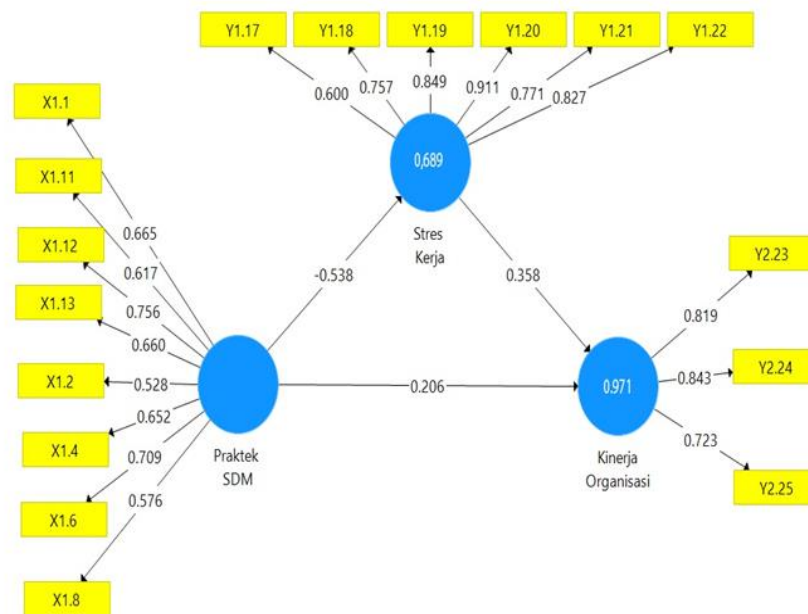 Y1.17
Y1.18
Y1.19
Y1.20
Y1.21
Y1.22
0.600
0.757
0.849
0.911
0.771
0.827
X1.1
X1.11
X1.12
X1.13
X1.2
X1.4
X1.6
X1.8
0.665
0.617
0.756
0.660
0.528
0.652
0.709
0.576
0,689
Stres
Kerja
-0.538
0.358
0.206
Praktek
SDM
0.971
Kinerja
Organisasi
0.819
0.843
0.723
Y2.23
Y2.24
Y2.25